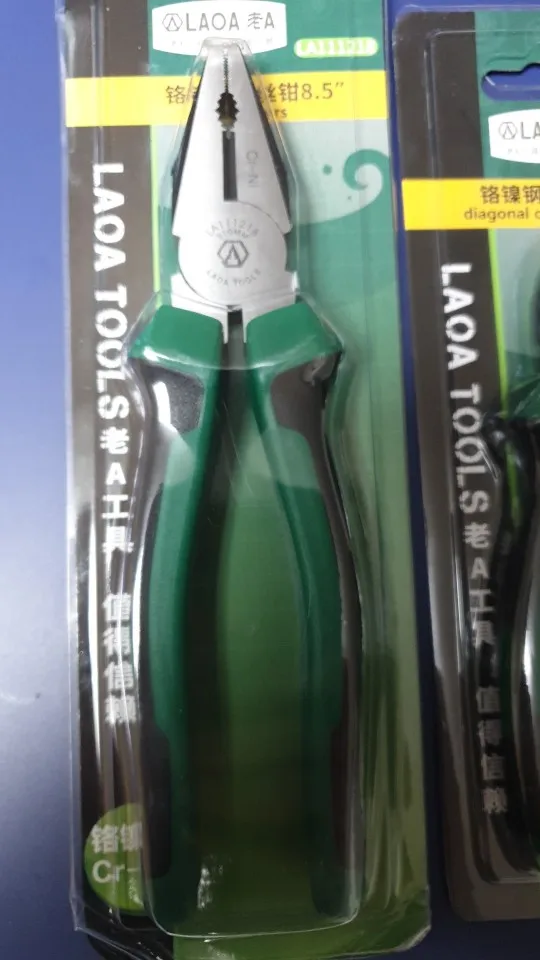 LAOA 老A
LA111218
铬 丝钳8.5"
Cr-Ni
LA111218
LAOA TOOLS
LAOA TOOLS 老A工具 值得信赖
铬镍
Cr-
LAOA
铬镍钢
diagonal
LAOA TOOLS 老A工具 值得信赖